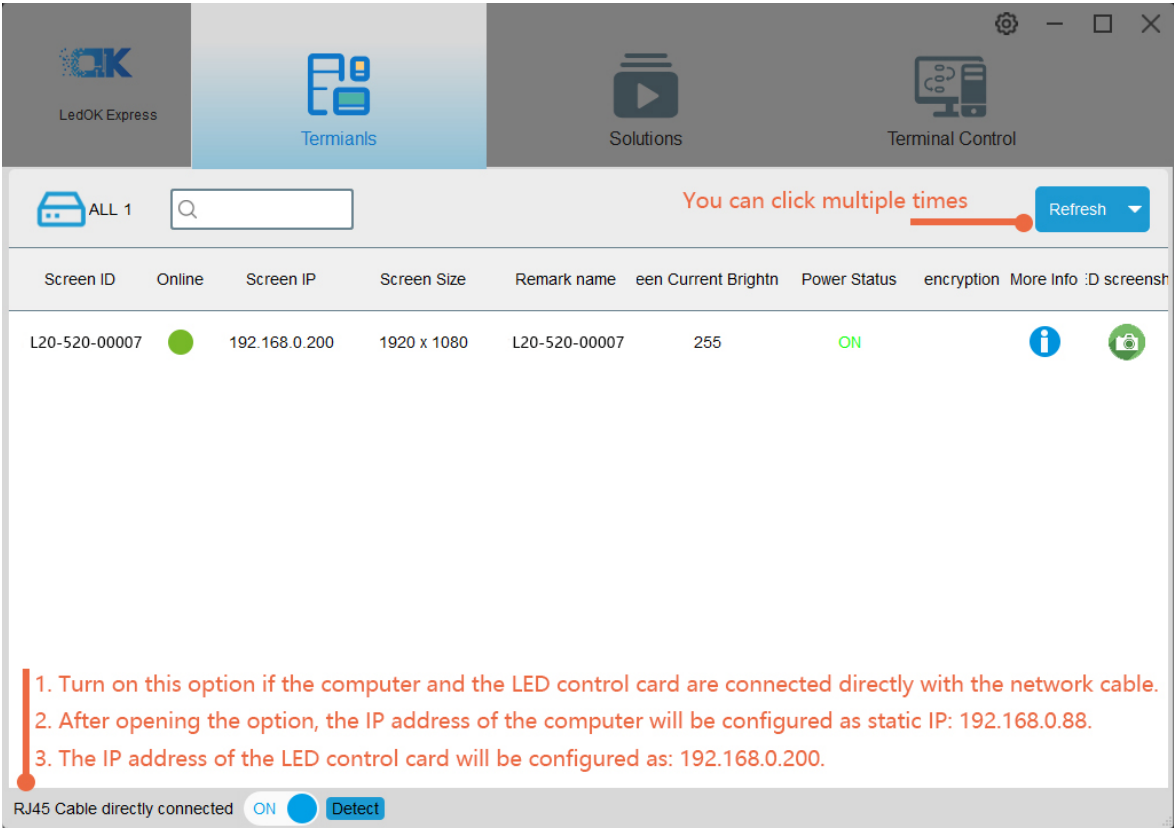 LedOK Express
Termianls
Solutions
Terminal Control
ALL 1
You can click multiple times
Refresh
Screen ID Online Screen IP Screen Size Remark name een Current Brightn Power Status encryption More Info :D screensh
L20-520-00007 192.168.0.200 1920 x 1080 L20-520-00007 255 ON
1. Turn on this option if the computer and the LED control card are connected directly with the network cable.
2. After opening the option, the IP address of the computer will be configured as static IP: 192.168.0.88.
3. The IP address of the LED control card will be configured as: 192.168.0.200.
RJ45 Cable directly connected ON Detect